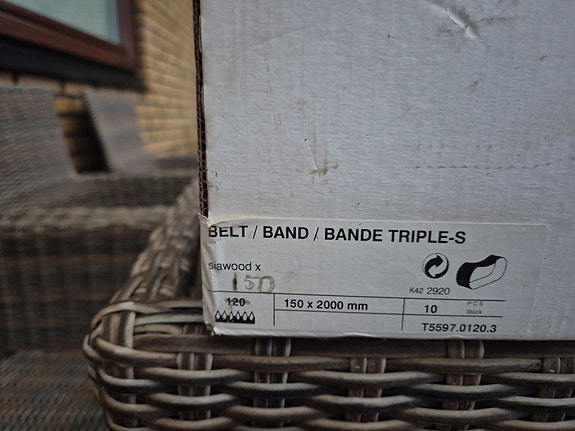 BELT / BAND / BANDE TRIPLE-S
siawood x
150
K42 2920
120
150 x 2000 mm
10
PCS
Stück
T5597.0120.3